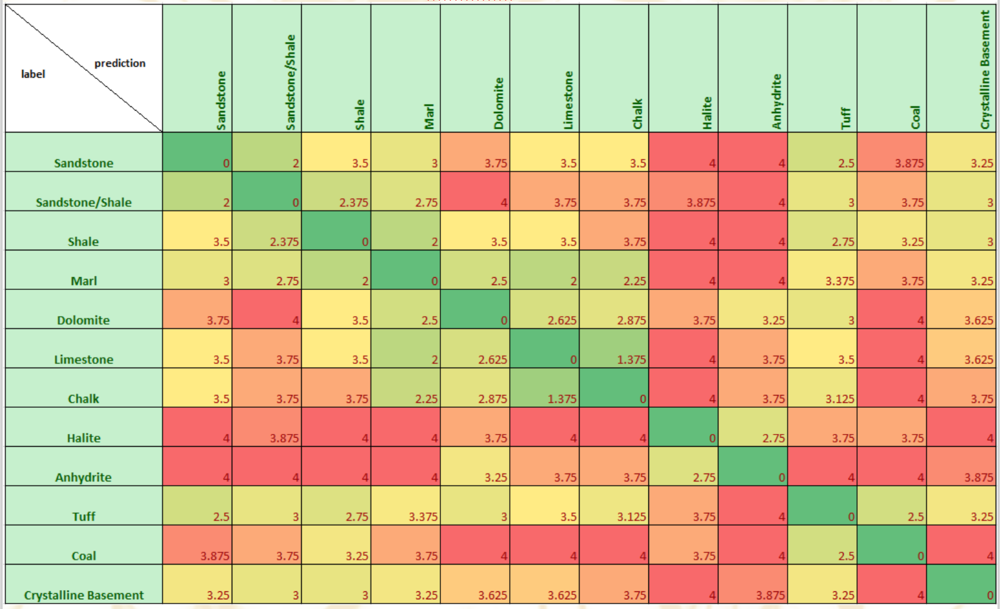 label prediction Sandstone Sandstone/Shale Shale Marl Dolomite Limestone Chalk Halite Anhydrite Tuff Coal Crystalline Basement
Sandstone 0 2 3.5 3 3.75 3.5 3.5 4 4 2.5 3.875 3.25
Sandstone/Shale 2 0 2.375 2.75 4 3.75 3.75 3.875 4 3 3.75 3
Shale 3.5 2.375 0 2 3.5 3.5 3.75 4 4 2.75 3.25 3
Marl 3 2.75 2 0 2.5 2 2.25 4 4 3.375 3.75 3.25
Dolomite 3.75 4 3.5 2.5 0 2.625 2.875 3.75 3.25 3 4 3.625
Limestone 3.5 3.75 3.5 2 2.625 0 1.375 4 3.75 3.5 4 3.625
Chalk 3.5 3.75 3.75 2.25 2.875 1.375 0 4 3.75 3.125 4 3.75
Halite 4 3.875 4 4 3.75 4 4 0 2.75 3.75 3.75 4
Anhydrite 4 4 4 4 3.25 3.75 3.75 2.75 0 4 4 3.875
Tuff 2.5 3 2.75 3.375 3 3.5 3.125 3.75 4 0 2.5 3.25
Coal 3.875 3.75 3.25 3.75 4 4 4 3.75 4 2.5 0 4
Crystalline Basement 3.25 3 3 3.25 3.625 3.625 3.75 4 3.875 3.25 4 0